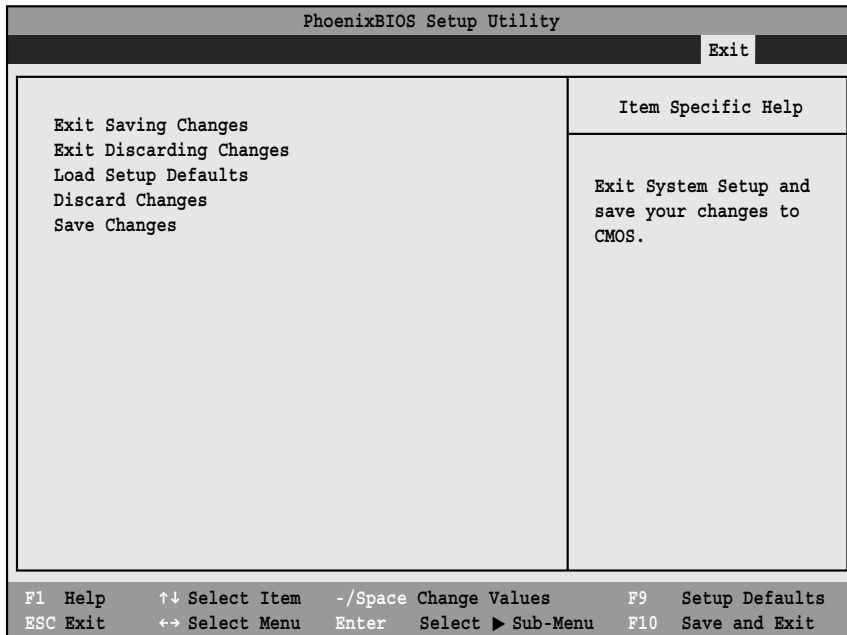 PhoenixBIOS Setup Utility
Exit
Exit Saving Changes
Exit Discarding Changes
Load Setup Defaults
Discard Changes
Save Changes
Item Specific Help
Exit System Setup and
save your changes to
CMOS.
F1 Help ↑↓ Select Item -/Space Change Values F9 Setup Defaults
ESC Exit ←→ Select Menu Enter Select ▶ Sub-Menu F10 Save and Exit